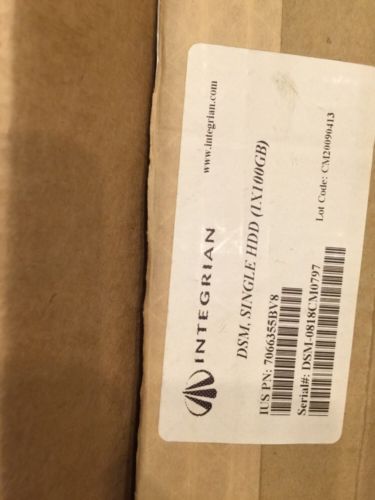 INTEGRIAN
www.integrian.com
DSM, SINGLE HDD (1X100GB)
IUS PN: 7066355BV8
Serial#: DSM-0818CM0797
Lot Code: CM20090413